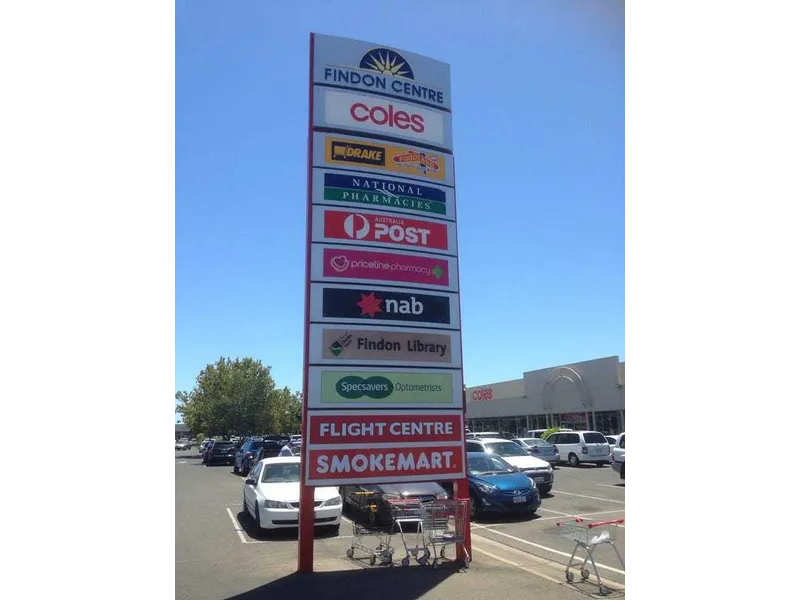 FINDON CENTRE
coles
DRAKE FOODLAND
NATIONAL
PHARMACIES
AUSTRALIA
POST
priceline pharmacy
nab
Findon Library
Specsavers Optometrists
FLIGHT CENTRE
SMOKEMART
coles